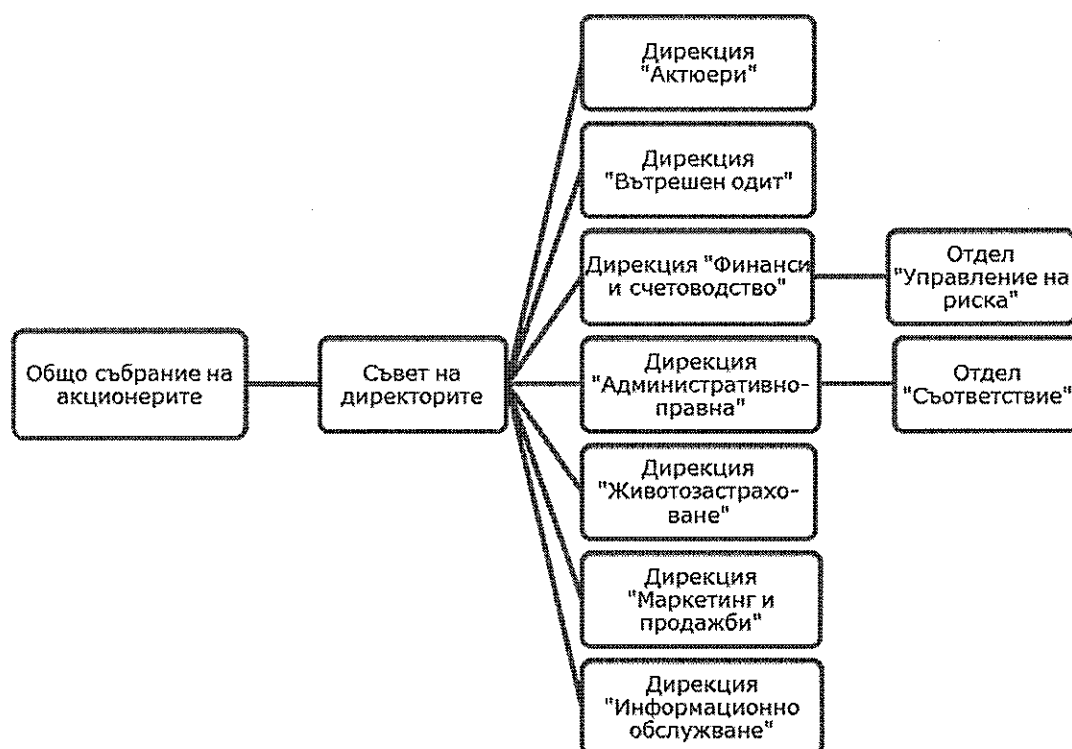 Общо събрание на
акционерите
Съвет на
директорите
Дирекция
"Актюери"
Дирекция
"Вътрешен одит"
Дирекция "Финанси
и счетоводство"
Отдел
"Управление на
риска"
Дирекция
"Административно-
правна"
Отдел
"Съответствие"
Дирекция
"Животозастрахо-
ване"
Дирекция
"Маркетинг и
продажби"
Дирекция
"Информационно
обслужване"